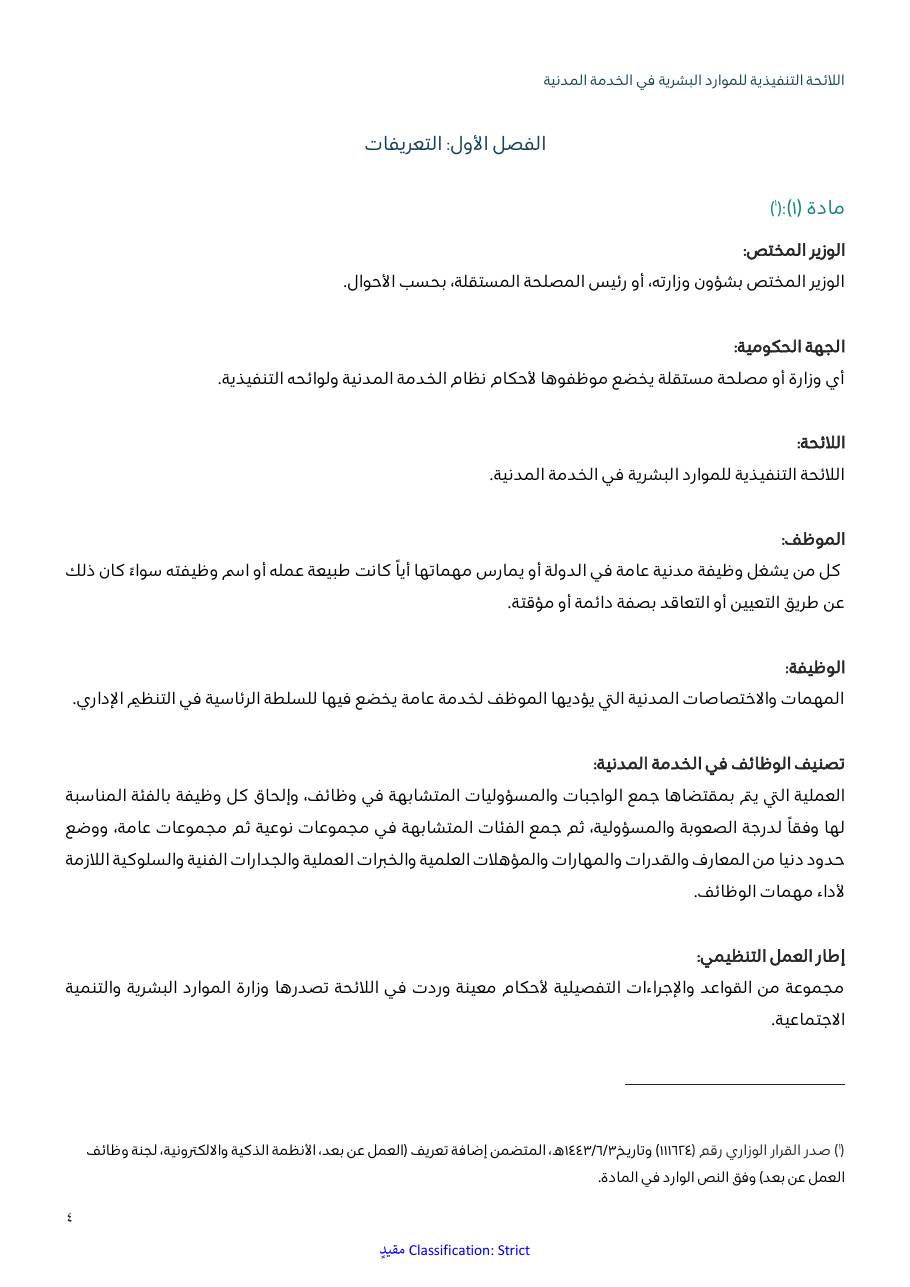 اللائحة التنفيذية للموارد البشرية في الخدمة المدنية
الفصل الأول: التعريفات
مادة (١):(١)
الوزير المختص:
الوزير المختص بشؤون وزارته، أو رئيس المصلحة المستقلة، بحسب الأحوال.
الجهة الحكومية:
أي وزارة أو مصلحة مستقلة يخضع موظفوها لأحكام نظام الخدمة المدنية ولوائحه التنفيذية.
اللائحة:
اللائحة التنفيذية للموارد البشرية في الخدمة المدنية.
الموظف:
كل من يشغل وظيفة مدنية عامة في الدولة أو يمارس مهماتها أياً كانت طبيعة عمله أو اسم وظيفته سواءً كان ذلك
عن طريق التعيين أو التعاقد بصفة دائمة أو مؤقتة.
الوظيفة:
المهمات والاختصاصات المدنية التي يؤديها الموظف لخدمة عامة يخضع فيها للسلطة الرئاسية في التنظيم الإداري.
تصنيف الوظائف في الخدمة المدنية:
العملية التي يتم بمقتضاها جمع الواجبات والمسؤوليات المتشابهة في وظائف، وإلحاق كل وظيفة بالفئة المناسبة
لها وفقاً لدرجة الصعوبة والمسؤولية، ثم جمع الفئات المتشابهة في مجموعات نوعية ثم مجموعات عامة، ووضع
حدود دنيا من المعارف والقدرات والمهارات والمؤهلات العلمية والخبرات العملية والجدارات الفنية والسلوكية اللازمة
لأداء مهمات الوظائف.
إطار العمل التنظيمي:
مجموعة من القواعد والإجراءات التفصيلية لأحكام معينة وردت في اللائحة تصدرها وزارة الموارد البشرية والتنمية
الاجتماعية.
(١) صدر القرار الوزاري رقم (١١١٦٢٤) وتاريخ١٤٤٣/٦/٣هـ، المتضمن إضافة تعريف (العمل عن بعد، الأنظمة الذكية والالكترونية، لجنة وظائف
العمل عن بعد) وفق النص الوارد في المادة.
٤
Classification: Strict مقيدٍ